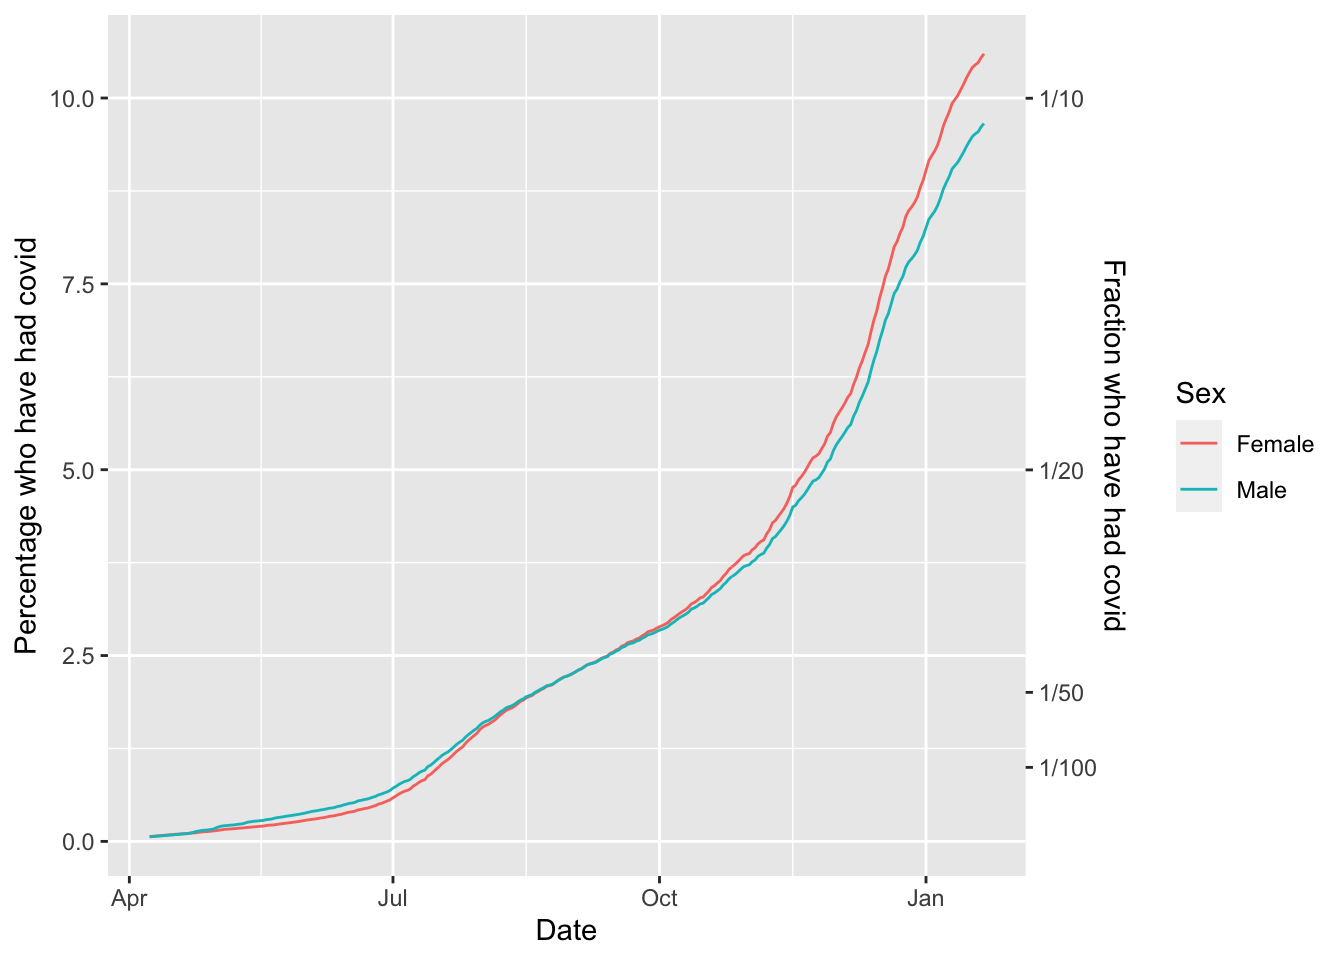 Percentage who have had covid
10.0
7.5
5.0
2.5
0.0
Apr
Jul
Oct
Jan
Date
1/10
1/20
1/50
1/100
Fraction who have had covid
Sex
Female
Male